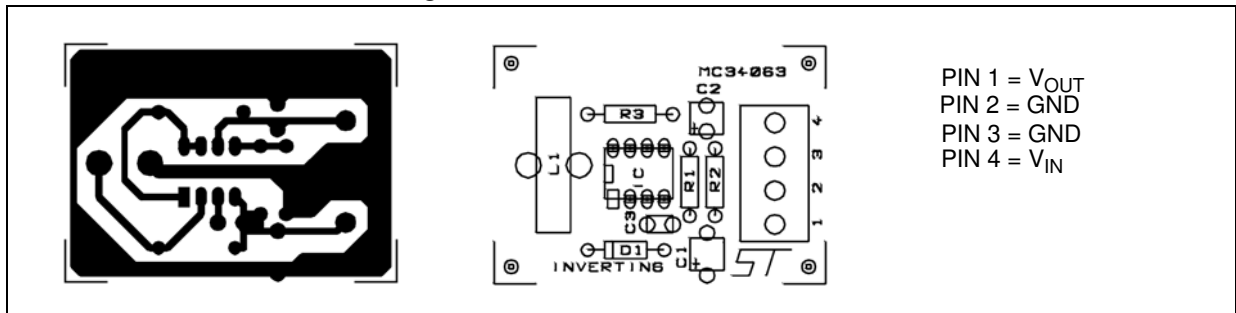 MC34063
C2
R3
4
3
2
1
L1
IC
R1
R2
C3
D1
C1
INVERTING
ST
PIN 1 = VOUT
PIN 2 = GND
PIN 3 = GND
PIN 4 = VIN